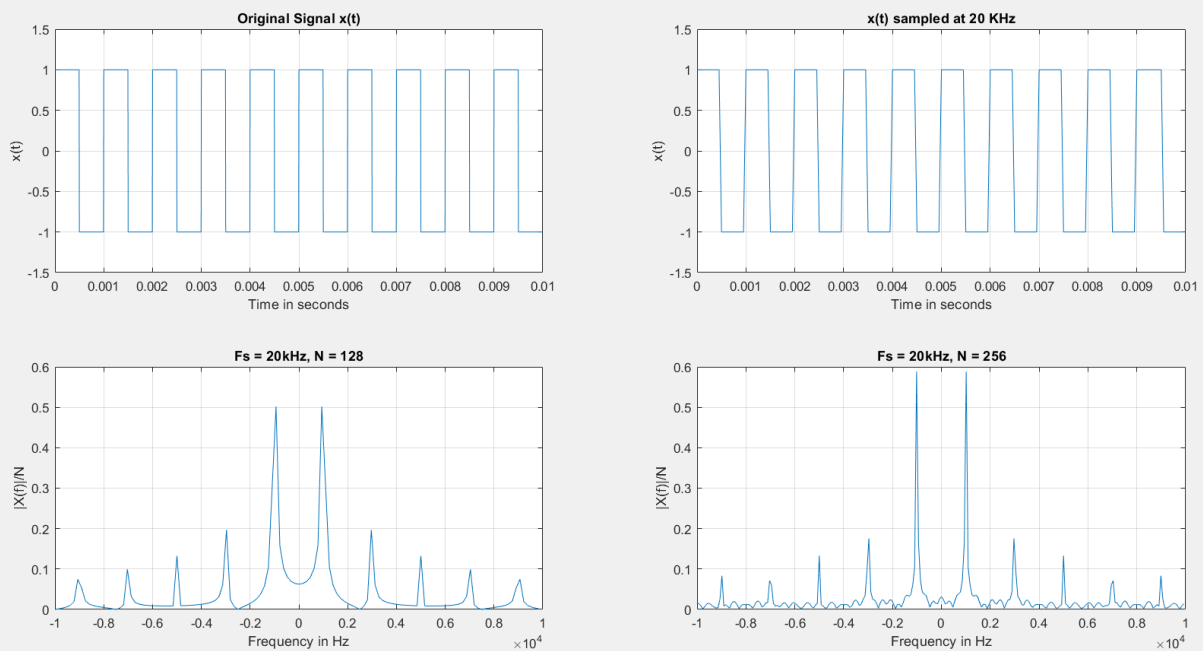 Original Signal x(t)
1.5
1
0.5
0
-0.5
-1
-1.5
x(t)
0 0.001 0.002 0.003 0.004 0.005 0.006 0.007 0.008 0.009 0.01
Time in seconds
x(t) sampled at 20 KHz
1.5
1
0.5
0
-0.5
-1
-1.5
x(t)
0 0.001 0.002 0.003 0.004 0.005 0.006 0.007 0.008 0.009 0.01
Time in seconds
Fs = 20kHz, N = 128
0.6
0.5
0.4
0.3
0.2
0.1
0
|X(f)|/N
-1 -0.8 -0.6 -0.4 -0.2 0 0.2 0.4 0.6 0.8 1
Frequency in Hz
×10⁴
Fs = 20kHz, N = 256
0.6
0.5
0.4
0.3
0.2
0.1
0
|X(f)|/N
-1 -0.8 -0.6 -0.4 -0.2 0 0.2 0.4 0.6 0.8 1
Frequency in Hz
×10⁴